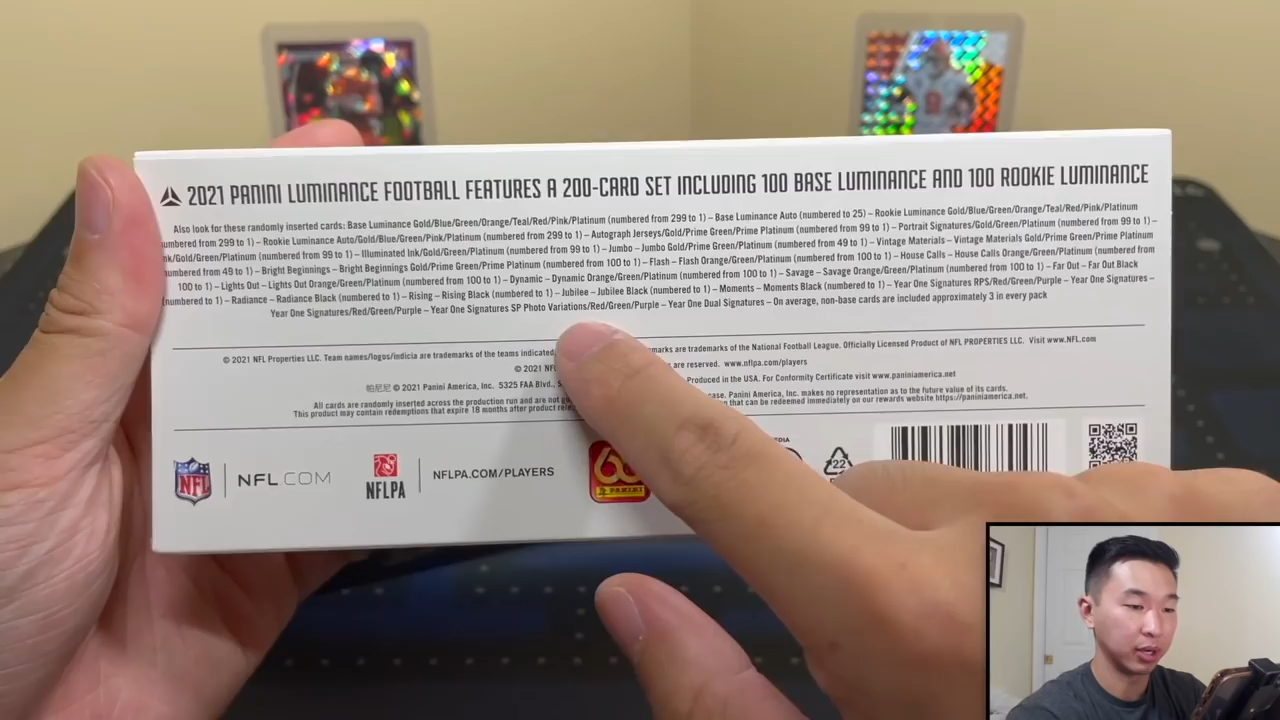 2021 PANINI LUMINANCE FOOTBALL FEATURES A 200-CARD SET INCLUDING 100 BASE LUMINANCE AND 100 ROOKIE LUMINANCE
Also look for these randomly inserted cards: Base Luminance Gold/Blue/Green/Orange/Teal/Red/Pink/Platinum (numbered from 299 to 1) – Base Luminance Auto (numbered to 25) – Rookie Luminance Gold/Blue/Green/Orange/Teal/Red/Pink/Platinum
umbered from 299 to 1) – Rookie Luminance Auto/Gold/Blue/Green/Pink/Platinum (numbered from 299 to 1) – Autograph Jerseys/Gold/Prime Green/Prime Platinum (numbered from 99 to 1) – Portrait Signatures/Gold/Green/Platinum (numbered from 99 to 1) –
nk/Gold/Green/Platinum (numbered from 99 to 1) – Illuminated Ink/Gold/Green/Platinum (numbered from 99 to 1) – Jumbo – Jumbo Gold/Prime Green/Prime Platinum (numbered from 49 to 1) – Vintage Materials – Vintage Materials Gold/Prime Green/Prime Platinum
numbered from 49 to 1) – Bright Beginnings – Bright Beginnings Gold/Prime Green/Prime Platinum (numbered from 100 to 1) – Flash – Flash Orange/Green/Platinum (numbered from 100 to 1) – House Calls – House Calls Orange/Green/Platinum (numbered from
100 to 1) – Lights Out – Lights Out Orange/Green/Platinum (numbered from 100 to 1) – Dynamic – Dynamic Orange/Green/Platinum (numbered from 100 to 1) – Savage – Savage Orange/Green/Platinum (numbered from 100 to 1) – Far Out – Far Out Black
(numbered to 1) – Radiance – Radiance Black (numbered to 1) – Rising – Rising Black (numbered to 1) – Jubilee – Jubilee Black (numbered to 1) – Moments – Moments Black (numbered to 1) – Year One Signatures RPS/Red/Green/Purple – Year One Signatures –
Year One Signatures/Red/Green/Purple – Year One Signatures SP Photo Variations/Red/Green/Purple – Year One Dual Signatures – On average, non-base cards are included approximately 3 in every pack
© 2021 NFL Properties LLC. Team names/logos/indicia are trademarks of the teams indicated. marks are trademarks of the National Football League. Officially Licensed Product of NFL PROPERTIES LLC. Visit www.NFL.com
© 2021 NFL are reserved. www.nflpa.com/players
帕尼尼 © 2021 Panini America, Inc. 5325 FAA Blvd., Produced in the USA. For Conformity Certificate visit www.paniniamerica.net
All cards are randomly inserted across the production run and are not case. Panini America, Inc. makes no representation as to the future value of its cards.
This product may contain redemptions that expire 18 months after product that can be redeemed immediately on our rewards website https://paniniamerica.net.
NFL NFL.COM NFLPA NFLPA.COM/PLAYERS 60 PANINI 22